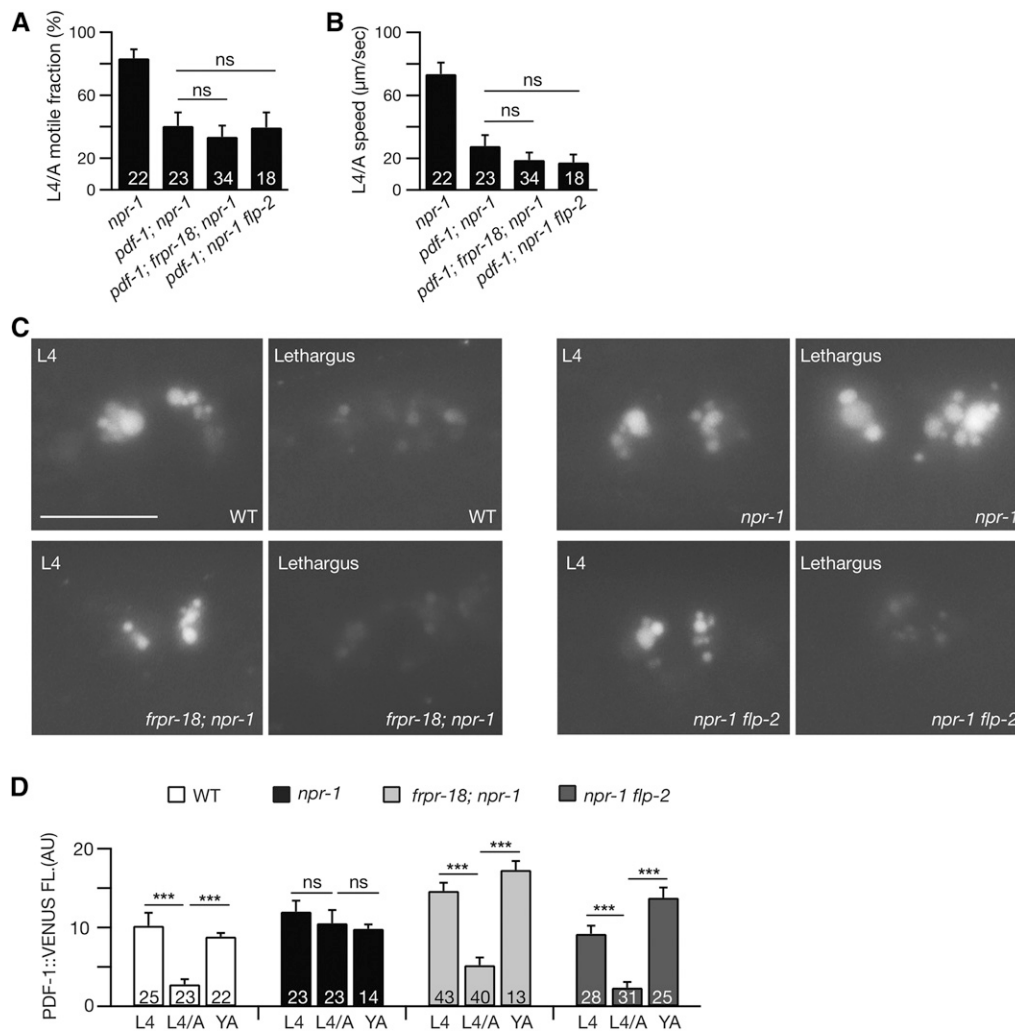 A
L4/A motile fraction (%)
100
60
40
20
0
ns
ns
22
23
34
18
npr-1
pdf-1; npr-1
pdf-1; frpr-18; npr-1
pdf-1; npr-1 flp-2
B
L4/A speed (µm/sec)
100
60
40
20
0
ns
ns
22
23
34
18
npr-1
pdf-1; npr-1
pdf-1; frpr-18; npr-1
pdf-1; npr-1 flp-2
C
L4
WT
Lethargus
WT
L4
npr-1
Lethargus
npr-1
L4
frpr-18; npr-1
Lethargus
frpr-18; npr-1
L4
npr-1 flp-2
Lethargus
npr-1 flp-2
D
WT
npr-1
frpr-18; npr-1
npr-1 flp-2
PDF-1::VENUS FL.(AU)
20
10
0
*** ***
ns ns
*** ***
*** ***
25 23 22
23 23 14
43 40 13
28 31 25
L4 L4/A YA
L4 L4/A YA
L4 L4/A YA
L4 L4/A YA